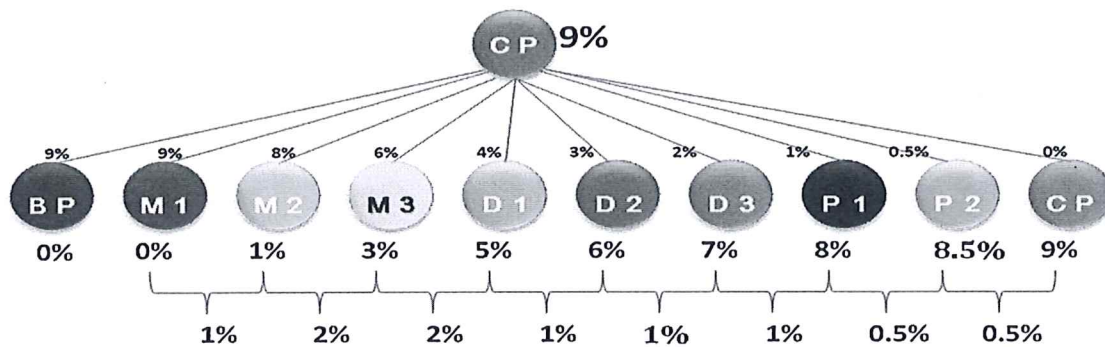 CP 9%
9% 9% 8% 6% 4% 3% 2% 1% 0.5% 0%
BP M1 M2 M3 D1 D2 D3 P1 P2 CP
0% 0% 1% 3% 5% 6% 7% 8% 8.5% 9%
1% 2% 2% 1% 1% 1% 0.5% 0.5%